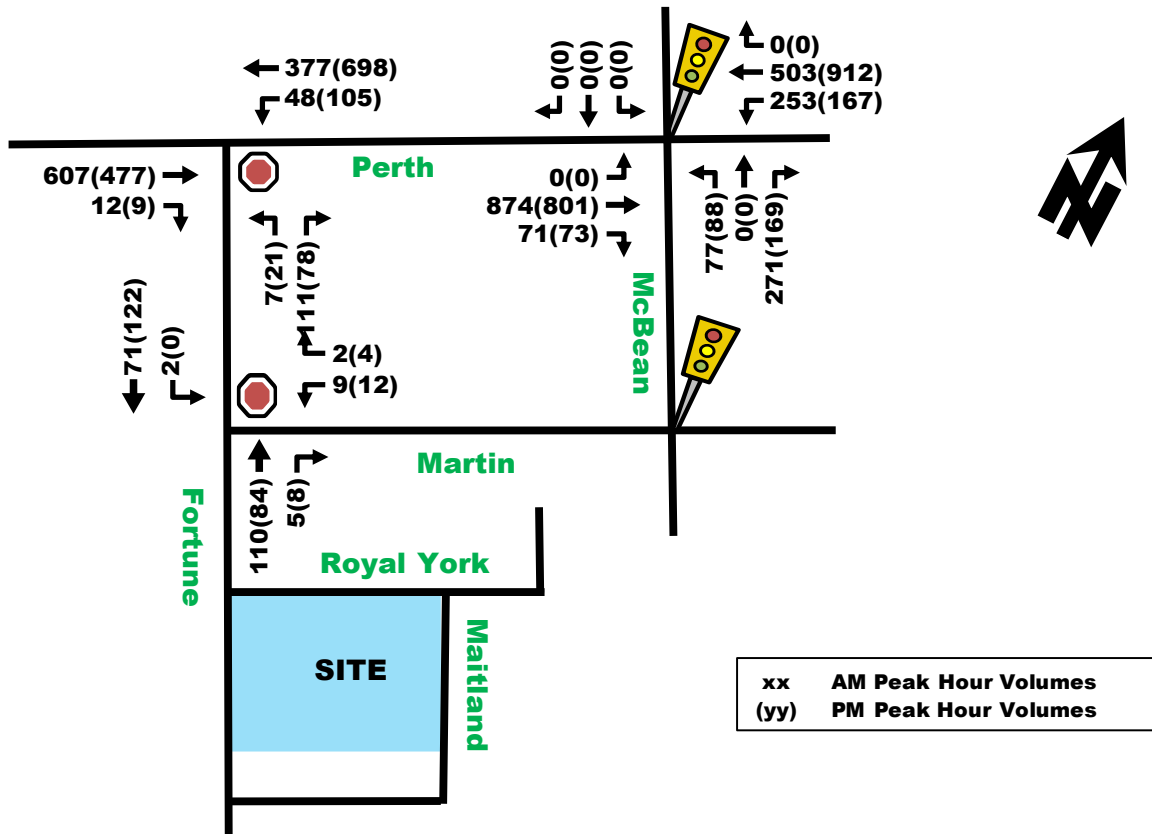 0(0)
503(912)
253(167)
377(698)
48(105)
0(0)
0(0)
0(0)
Perth
607(477)
12(9)
0(0)
874(801)
71(73)
77(88)
0(0)
271(169)
7(21)
111(78)
McBean
71(122)
2(0)
2(4)
9(12)
Martin
110(84)
5(8)
Fortune
Royal York
SITE
Maitland
xx AM Peak Hour Volumes
(yy) PM Peak Hour Volumes
N